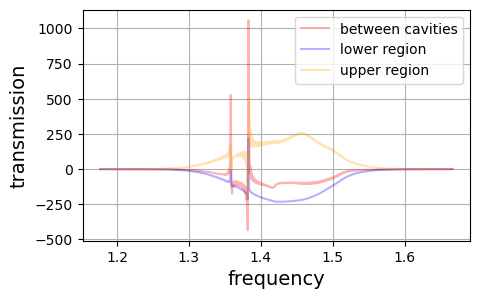 between cavities
lower region
upper region
1000
750
500
250
0
−250
−500
transmission
1.2 1.3 1.4 1.5 1.6
frequency